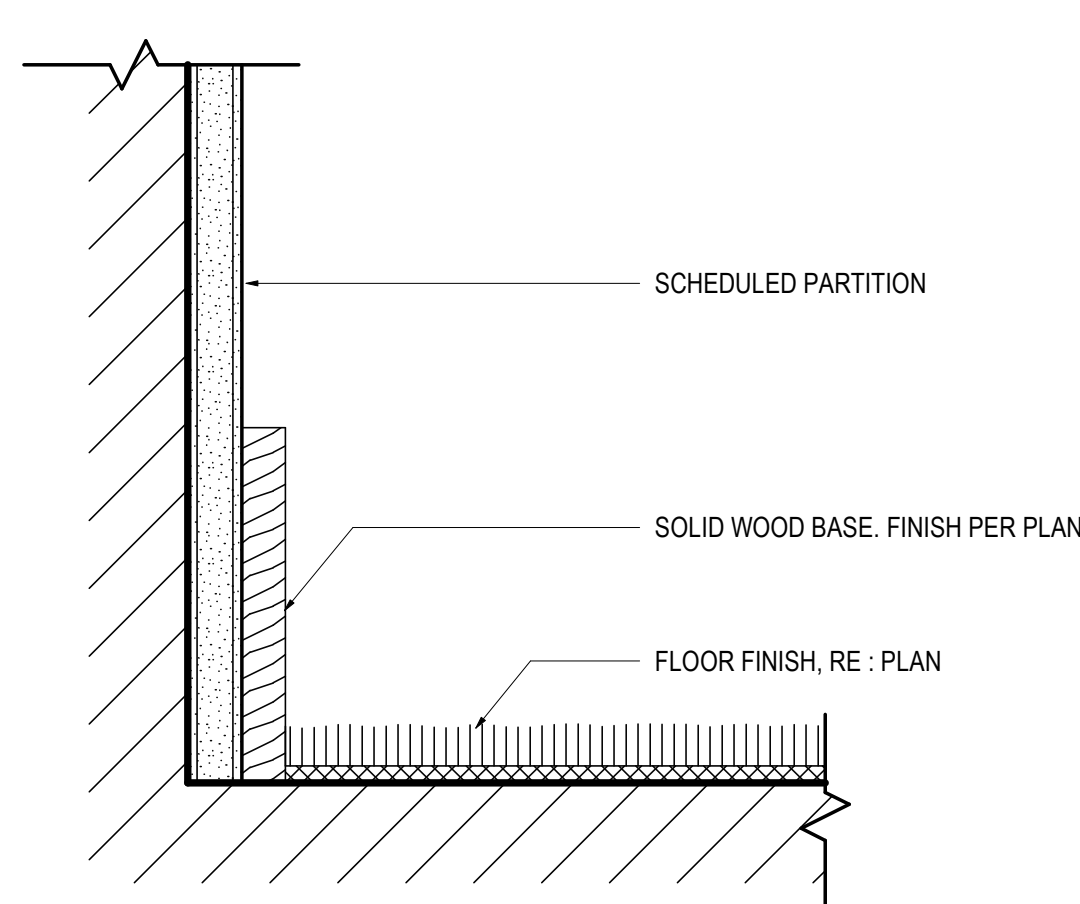 SCHEDULED PARTITION
SOLID WOOD BASE. FINISH PER PLAN
FLOOR FINISH, RE : PLAN